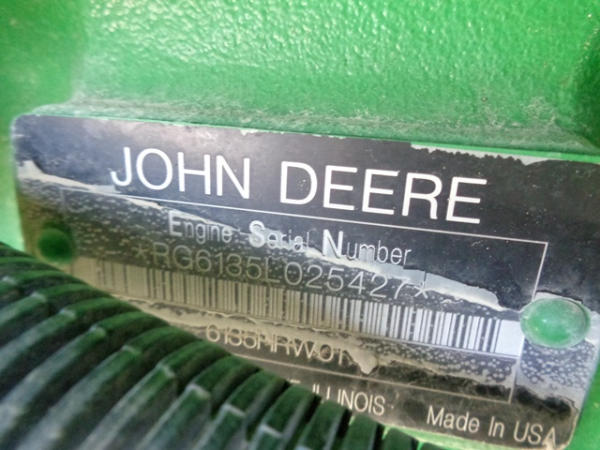 JOHN DEERE
Engine Serial Number
*RG6135L025427*
6135HRW01
ILLINOIS Made In USA